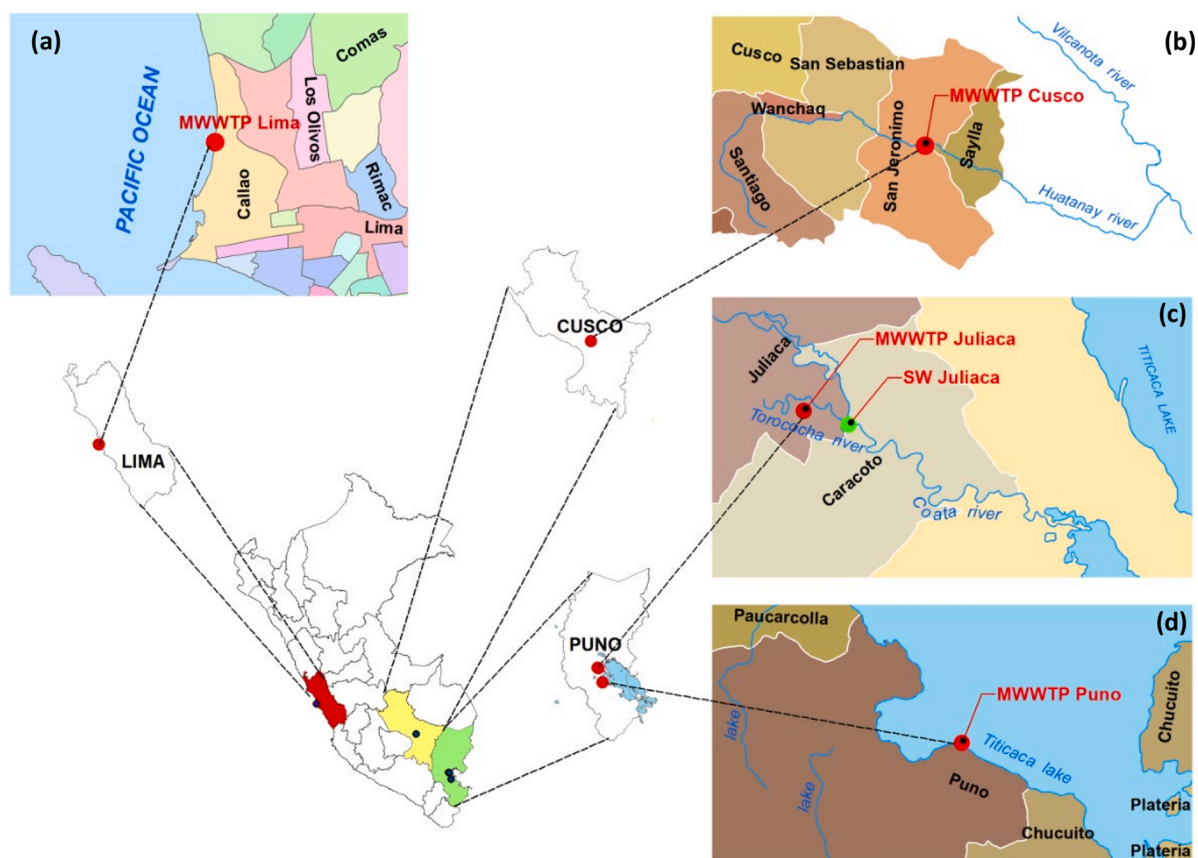 (a)
Comas
PACIFIC OCEAN
Los Olivos
MWWTP Lima
Callao
Rimac
Lima
(b)
Cusco
San Sebastian
Vilcanota river
Wanchaq
MWWTP Cusco
Santiago
San Jeronimo
Saylla
Huatanay river
(c)
Juliaca
MWWTP Juliaca
SW Juliaca
TITICACA LAKE
Torococha river
Caracoto
Coata river
(d)
Paucarcolla
MWWTP Puno
Chucuito
lake
Titicaca lake
lake
Puno
Plateria
Chucuito
Plateria
CUSCO
LIMA
PUNO